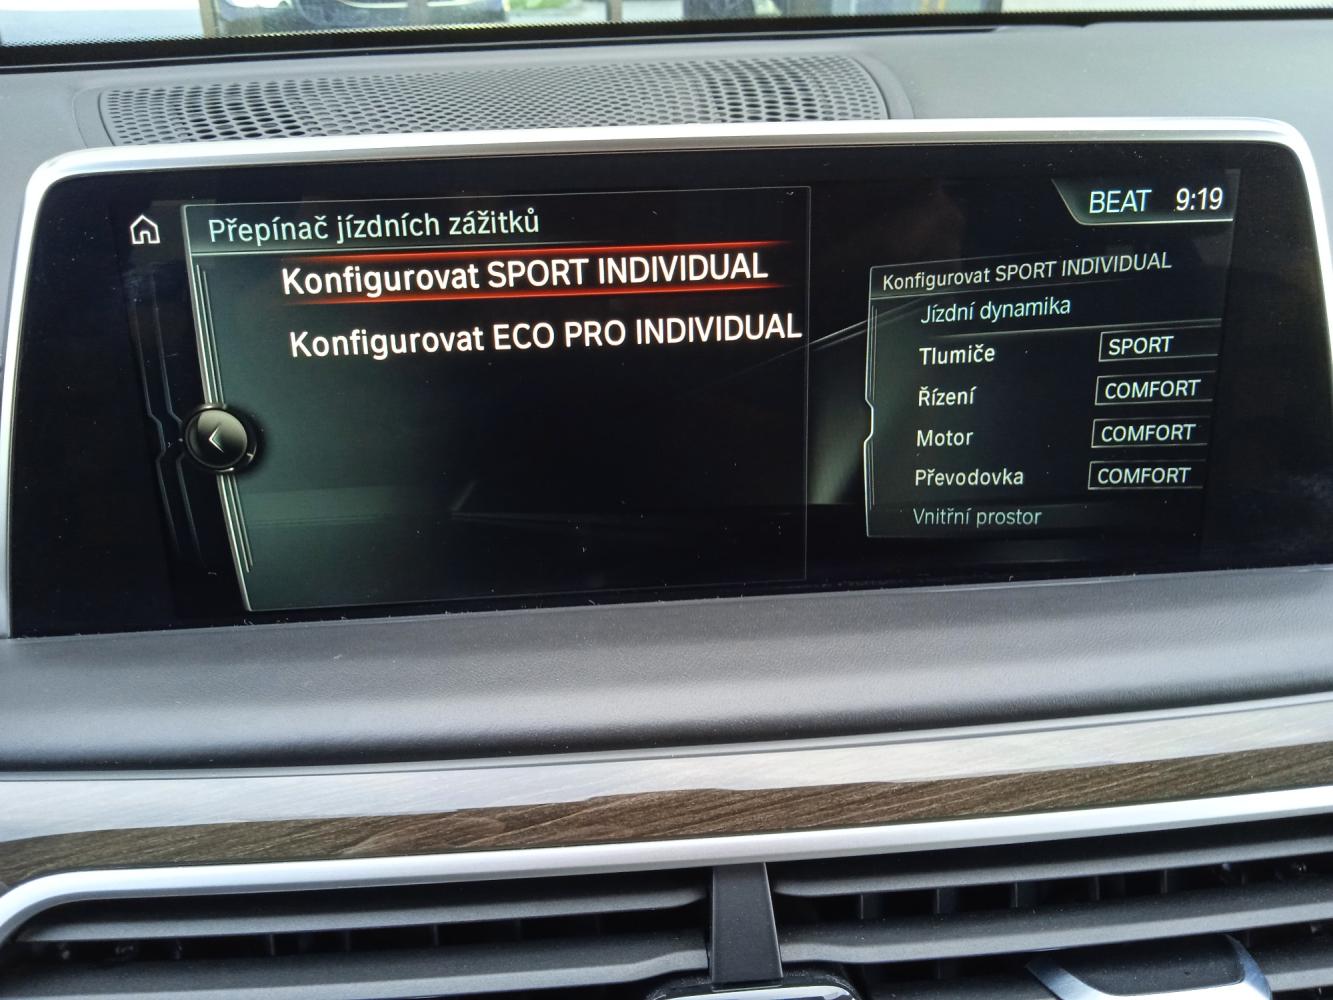 BEAT 9:19
Přepínač jízdních zážitků
Konfigurovat SPORT INDIVIDUAL
Konfigurovat ECO PRO INDIVIDUAL
Konfigurovat SPORT INDIVIDUAL
Jízdní dynamika
Tlumiče SPORT
Řízení COMFORT
Motor COMFORT
Převodovka COMFORT
Vnitřní prostor